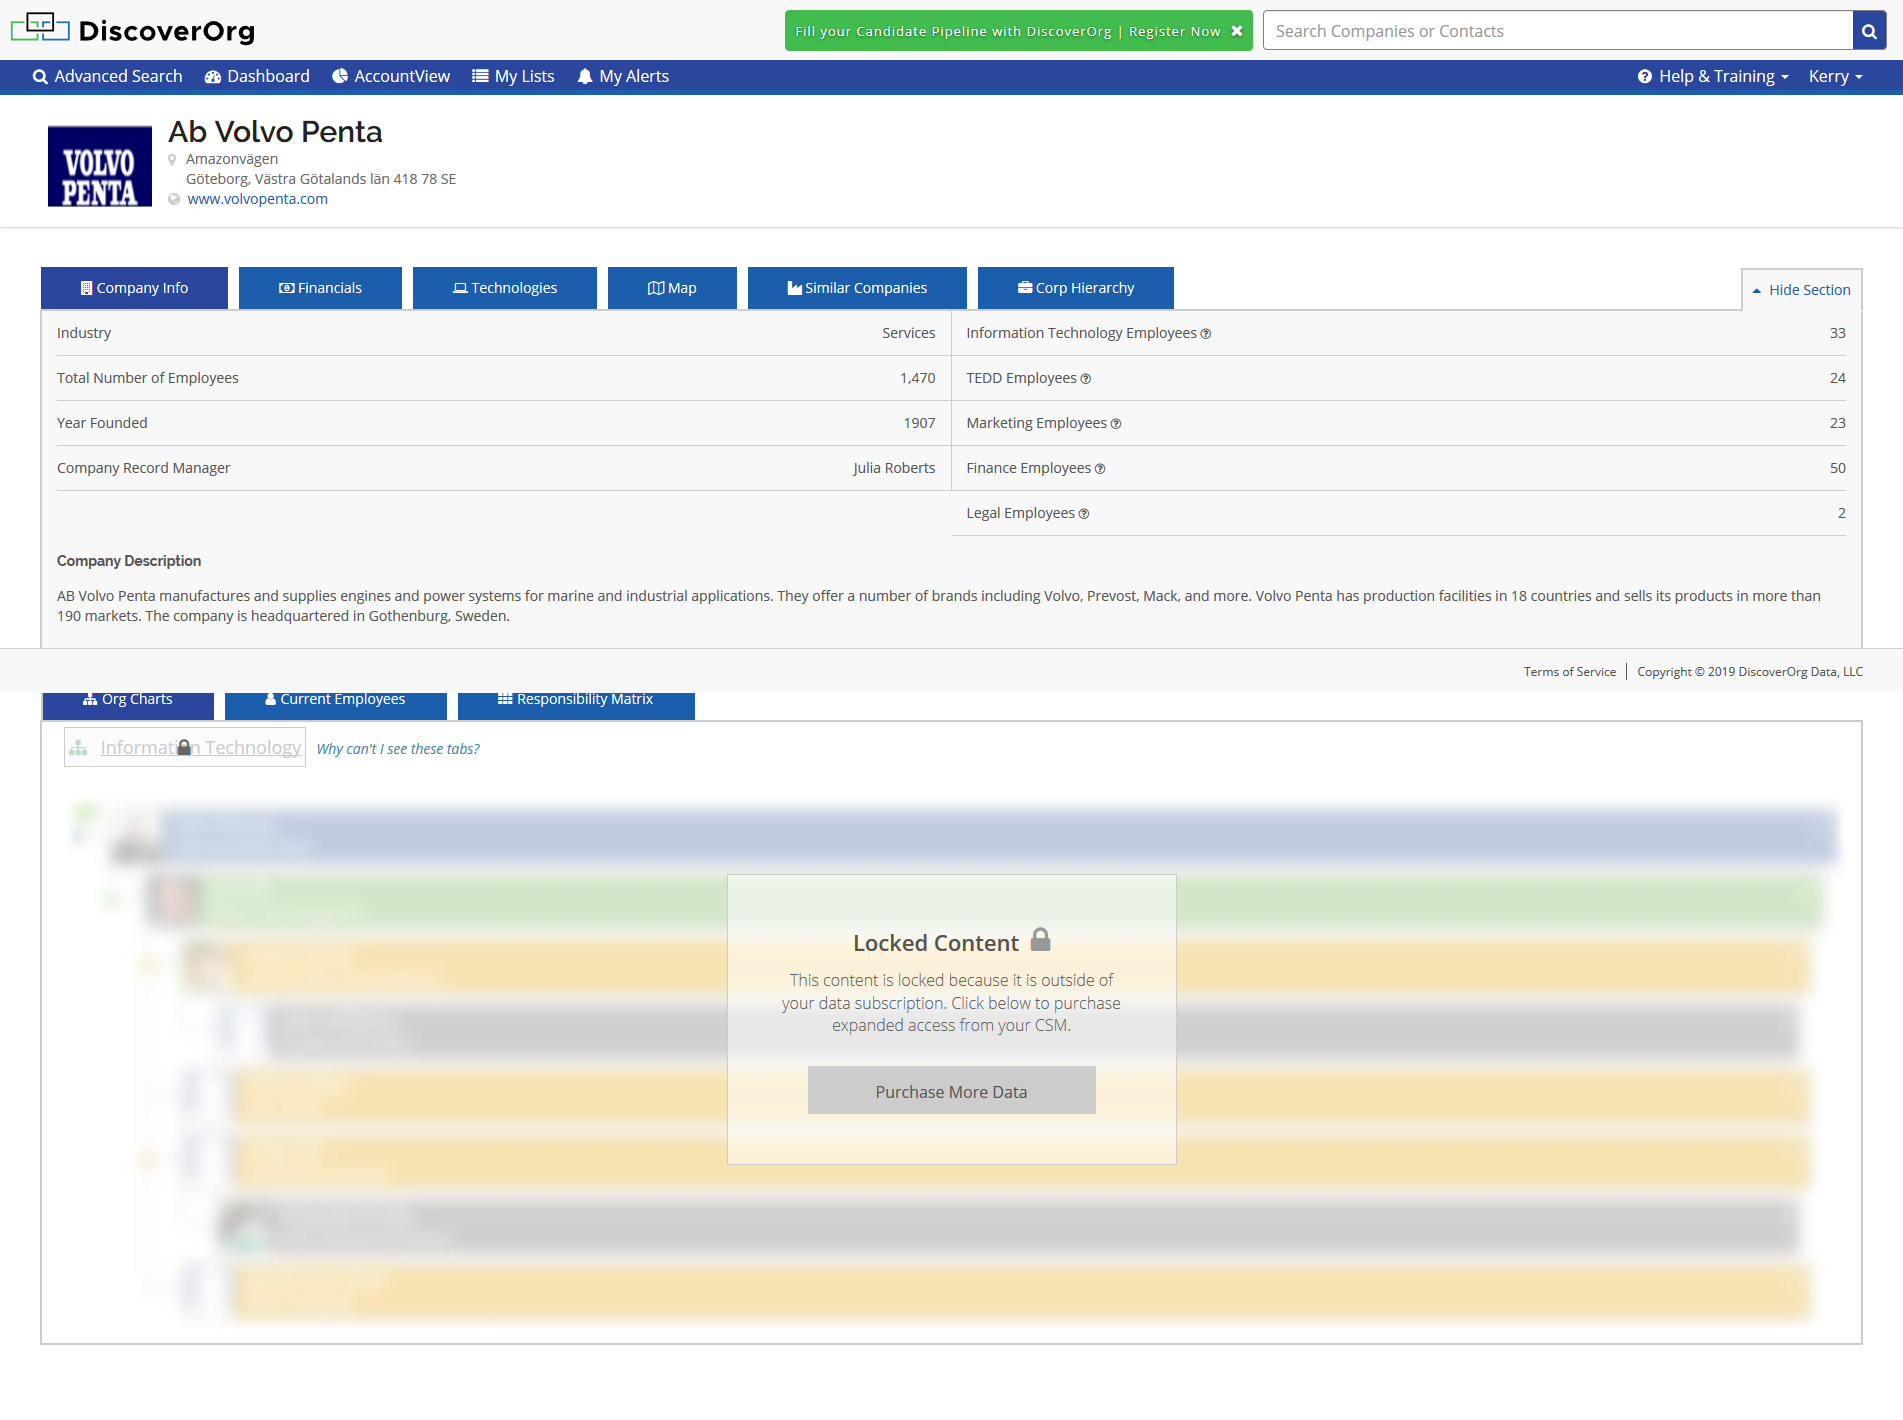 DiscoverOrg
Fill your Candidate Pipeline with DiscoverOrg | Register Now
Search Companies or Contacts
Advanced Search Dashboard AccountView My Lists My Alerts Help & Training Kerry
VOLVO
PENTA
Ab Volvo Penta
Amazonvägen
Göteborg, Västra Götalands län 418 78 SE
www.volvopenta.com
Company Info Financials Technologies Map Similar Companies Corp Hierarchy Hide Section
Industry Services Information Technology Employees 33
Total Number of Employees 1,470 TEDD Employees 24
Year Founded 1907 Marketing Employees 23
Company Record Manager Julia Roberts Finance Employees 50
Legal Employees 2
Company Description
AB Volvo Penta manufactures and supplies engines and power systems for marine and industrial applications. They offer a number of brands including Volvo, Prevost, Mack, and more. Volvo Penta has production facilities in 18 countries and sells its products in more than
190 markets. The company is headquartered in Gothenburg, Sweden.
Terms of Service Copyright © 2019 DiscoverOrg Data, LLC
Org Charts Current Employees Responsibility Matrix
Information Technology Why can't I see these tabs?
Locked Content
This content is locked because it is outside of
your data subscription. Click below to purchase
expanded access from your CSM.
Purchase More Data